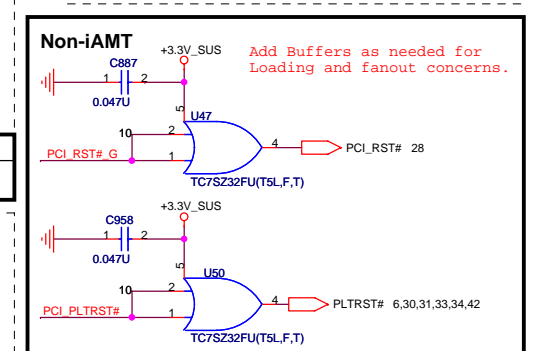 Non-iAMT
+3.3V_SUS
Add Buffers as needed for
Loading and fanout concerns.
C887
1 2
0.047U
5
U47
10
2
PCI_RST#_G
1
4
PCI_RST# 28
TC7SZ32FU(T5L,F,T)
+3.3V_SUS
C958
1 2
0.047U
5
U50
10
2
PCI_PLTRST#
1
4
PLTRST# 6,30,31,33,34,42
TC7SZ32FU(T5L,F,T)